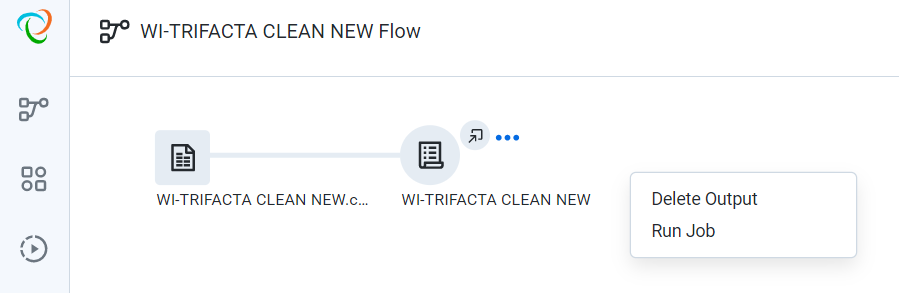 WI-TRIFACTA CLEAN NEW Flow
WI-TRIFACTA CLEAN NEW.c...
WI-TRIFACTA CLEAN NEW
Delete Output
Run Job